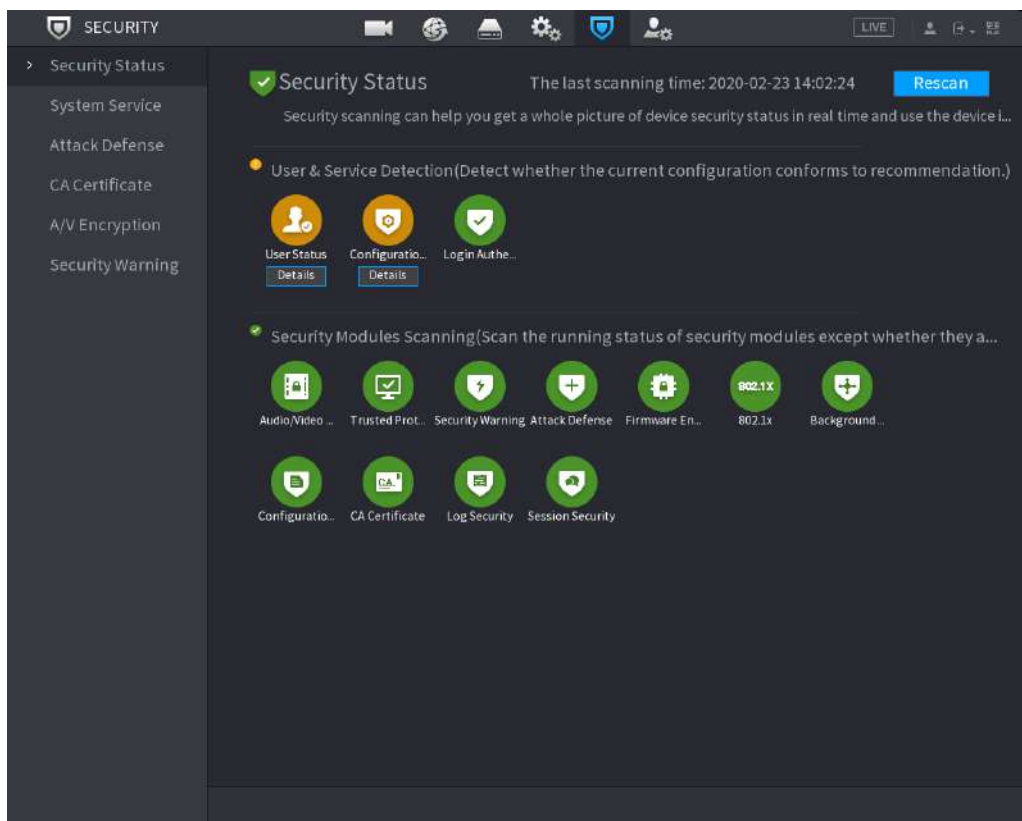 SECURITY
LIVE
Security Status
System Service
Attack Defense
CA Certificate
A/V Encryption
Security Warning
Security Status
The last scanning time: 2020-02-23 14:02:24
Rescan
Security scanning can help you get a whole picture of device security status in real time and use the device i...
User & Service Detection(Detect whether the current configuration conforms to recommendation.)
User Status
Configuratio...
Login Authe...
Details
Details
Security Modules Scanning(Scan the running status of security modules except whether they a...
802.1X
Audio/Video ...
Trusted Prot...
Security Warning
Attack Defense
Firmware En...
802.1x
Background...
CA.
Configuratio...
CA Certificate
Log Security
Session Security